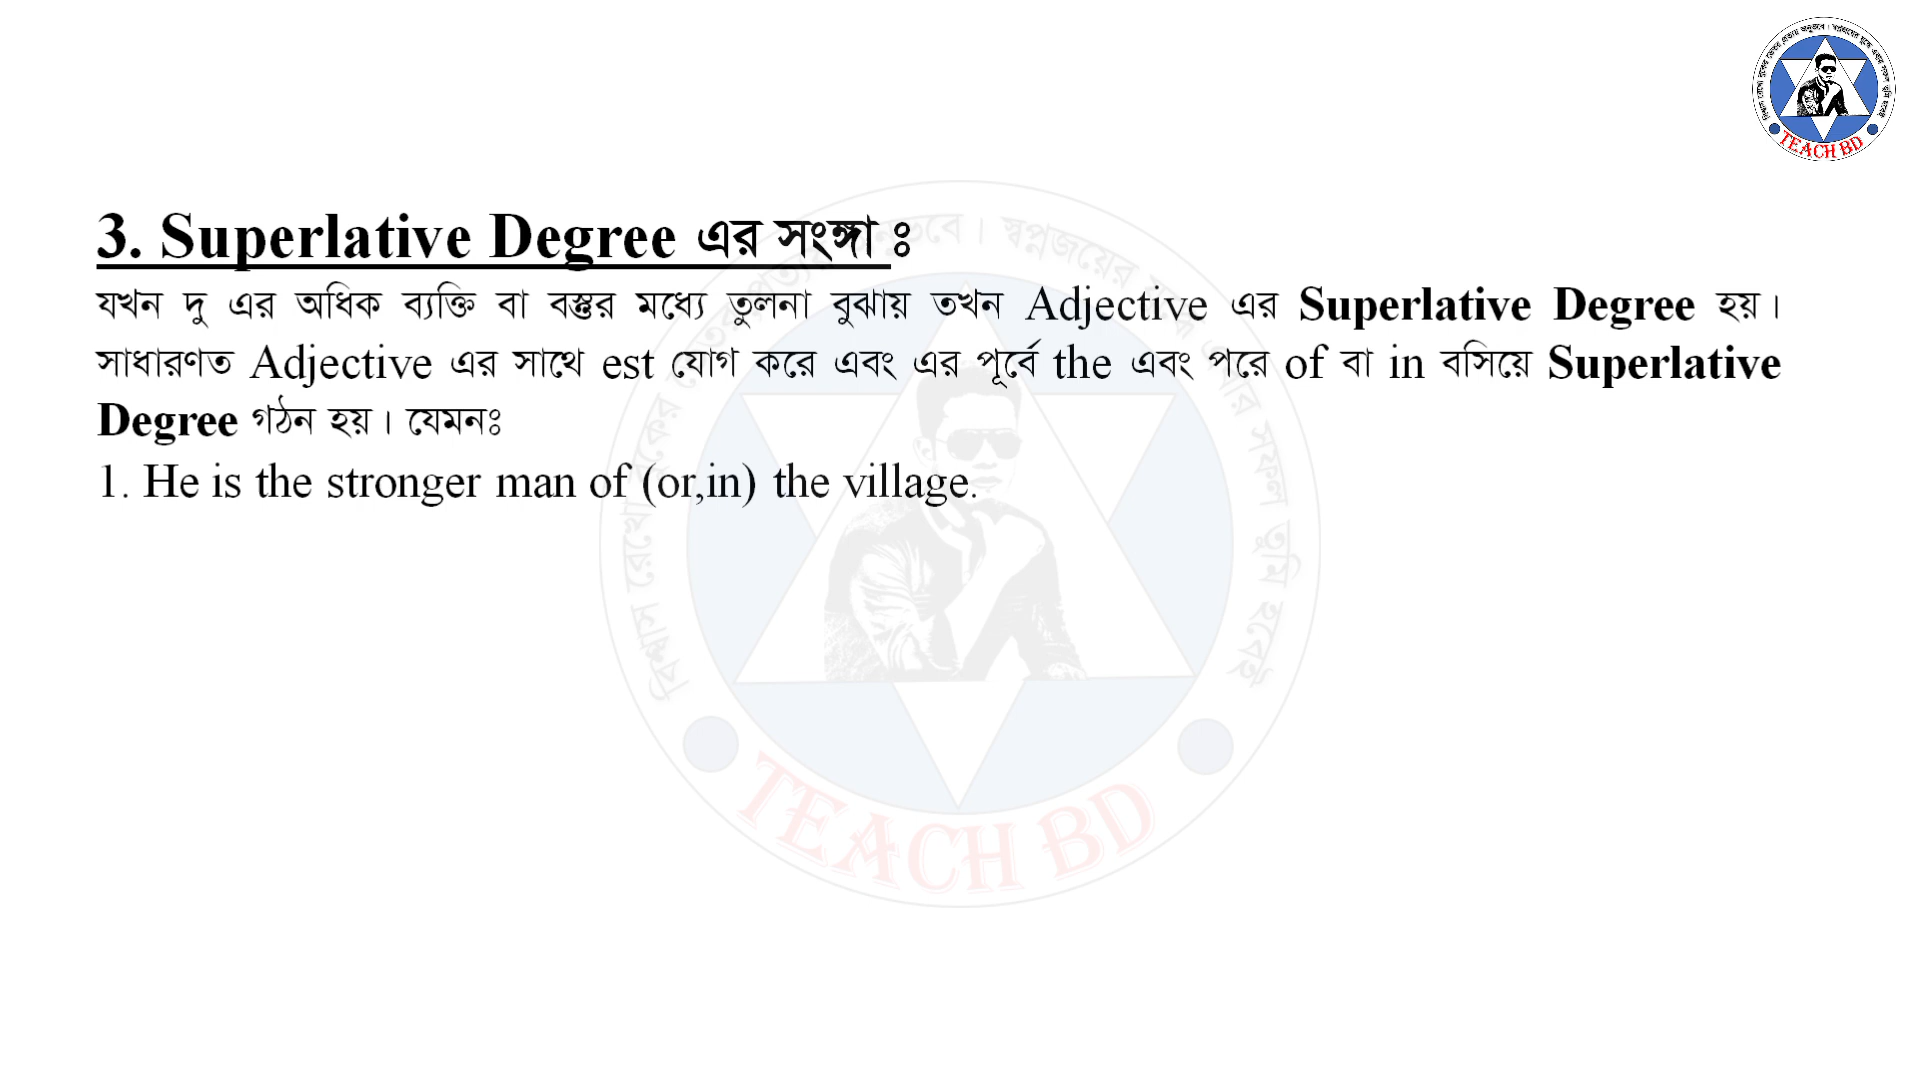 3. Superlative Degree এর সংঙ্গা ঃ
যখন দু এর অধিক ব্যক্তি বা বস্তুর মধ্যে তুলনা বুঝায় তখন Adjective এর Superlative Degree হয়।
সাধারণত Adjective এর সাথে est যোগ করে এবং এর পূর্বে the এবং পরে of বা in বসিয়ে Superlative
Degree গঠন হয়। যেমনঃ
1. He is the stronger man of (or,in) the village.
TEACH BD
TEACH BD